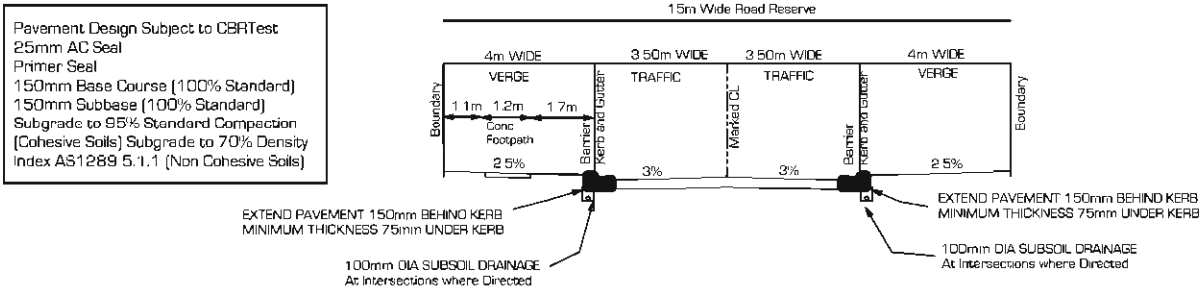 Pavement Design Subject to CBRTest
25mm AC Seal
Primer Seal
150mm Base Course (100% Standard)
150mm Subbase (100% Standard)
Subgrade to 95% Standard Compaction
(Cohesive Soils) Subgrade to 70% Density
Index AS1289 5.1.1 (Non Cohesive Soils)
15m Wide Road Reserve
4m WIDE
3 50m WIDE
3 50m WIDE
4m WIDE
VERGE
TRAFFIC
TRAFFIC
VERGE
Boundary
1 1m
1.2m
1 7m
Conc
Footpath
Barrier
Kerb and Gutter
Marked CL
Barrier
Kerb and Gutter
Boundary
2 5%
3%
3%
2 5%
EXTEND PAVEMENT 150mm BEHIND KERB
MINIMUM THICKNESS 75mm UNDER KERB
EXTEND PAVEMENT 150mm BEHIND KERB
MINIMUM THICKNESS 75mm UNDER KERB
100mm DIA SUBSOIL DRAINAGE
At Intersections where Directed
100mm DIA SUBSOIL DRAINAGE
At Intersections where Directed